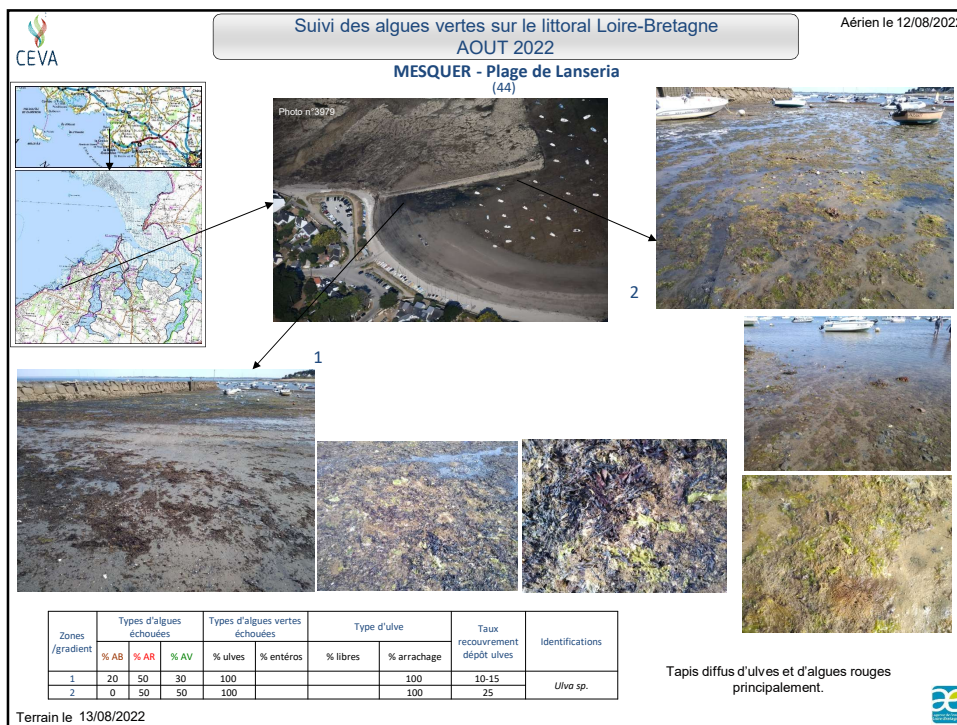 CEVA
Suivi des algues vertes sur le littoral Loire-Bretagne
AOUT 2022
Aérien le 12/08/2022
MESQUER - Plage de Lanseria
(44)
Photo n°3979
2
1
Zones /gradient
Types d'algues échouées
Types d'algues vertes échouées
Type d'ulve
Taux recouvrement dépôt ulves
Identifications
% AB % AR % AV % ulves % entéros % libres % arrachage
1 20 50 30 100 100 10-15
2 0 50 50 100 100 25
Ulva sp.
Tapis diffus d'ulves et d'algues rouges
principalement.
Terrain le 13/08/2022